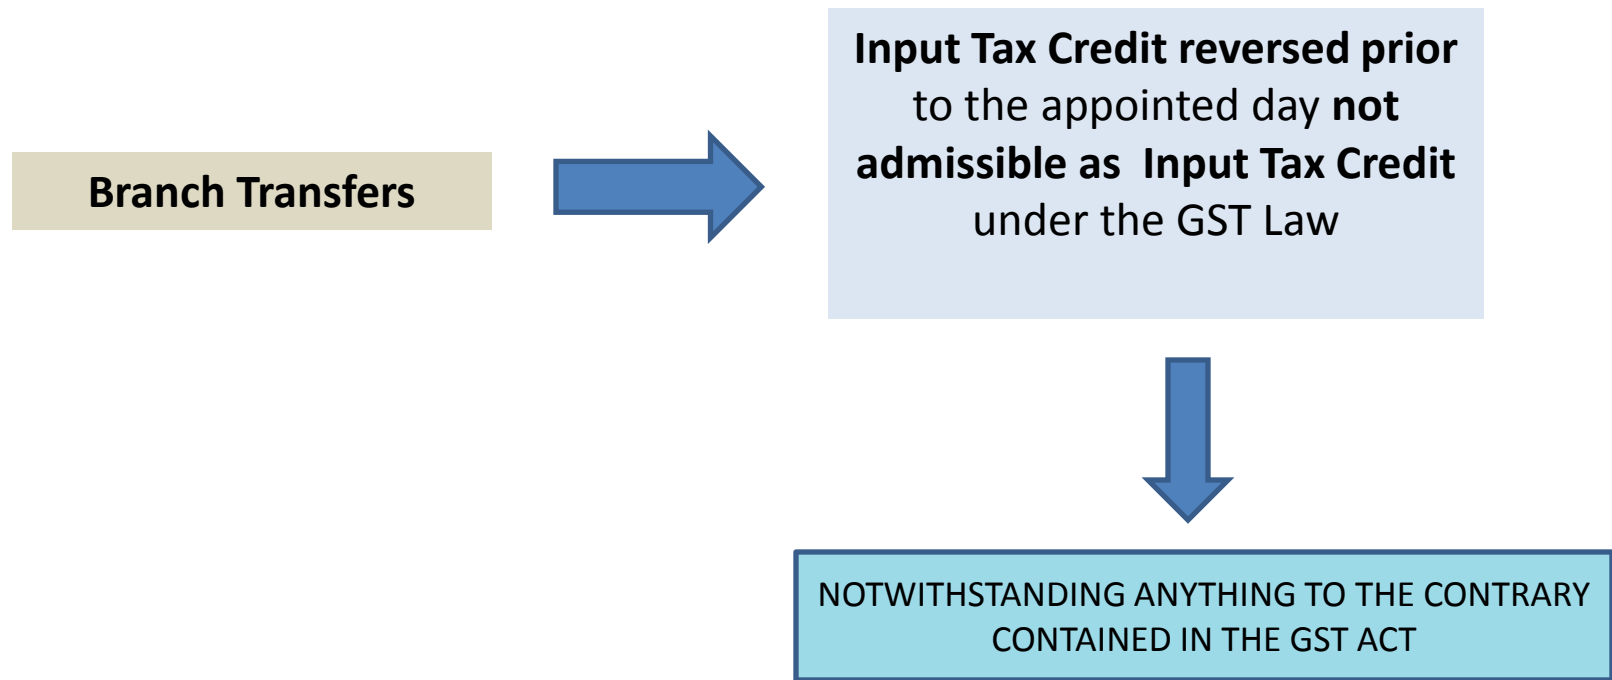 Branch Transfers
Input Tax Credit reversed prior
to the appointed day not
admissible as  Input Tax Credit
under the GST Law
NOTWITHSTANDING ANYTHING TO THE CONTRARY
CONTAINED IN THE GST ACT